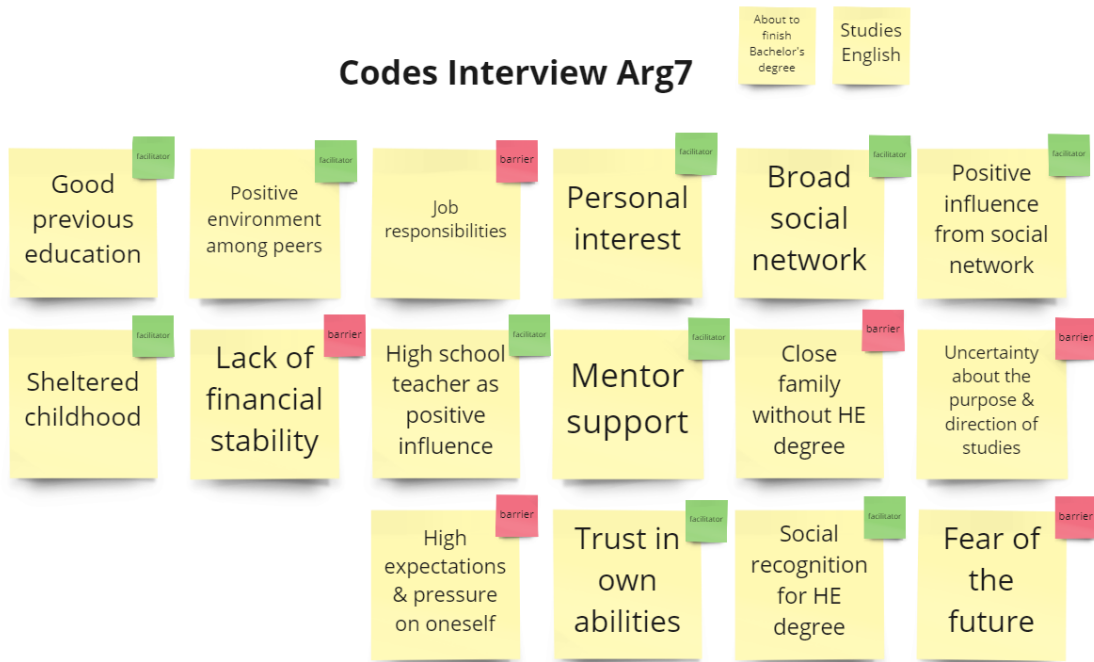 About to
finish
Bachelor's
degree
Studies
English
Codes Interview Arg7
facilitator
Good
previous
education
facilitator
Positive
environment
among peers
barrier
Job
responsibilities
facilitator
Personal
interest
facilitator
Broad
social
network
facilitator
Positive
influence
from social
network
facilitator
Sheltered
childhood
barrier
Lack of
financial
stability
facilitator
High school
teacher as
positive
influence
facilitator
Mentor
support
barrier
Close
family
without HE
degree
barrier
Uncertainty
about the
purpose &
direction of
studies
barrier
High
expectations
& pressure
on oneself
facilitator
Trust in
own
abilities
facilitator
Social
recognition
for HE
degree
barrier
Fear of
the
future